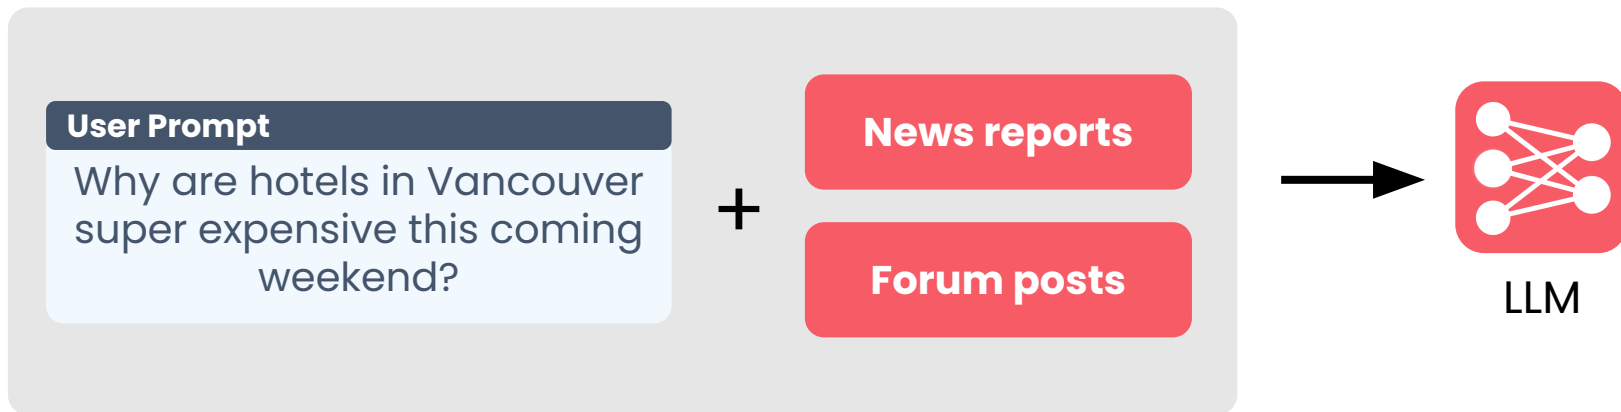 User Prompt
Why are hotels in Vancouver
super expensive this coming
weekend?
+
News reports
Forum posts
LLM